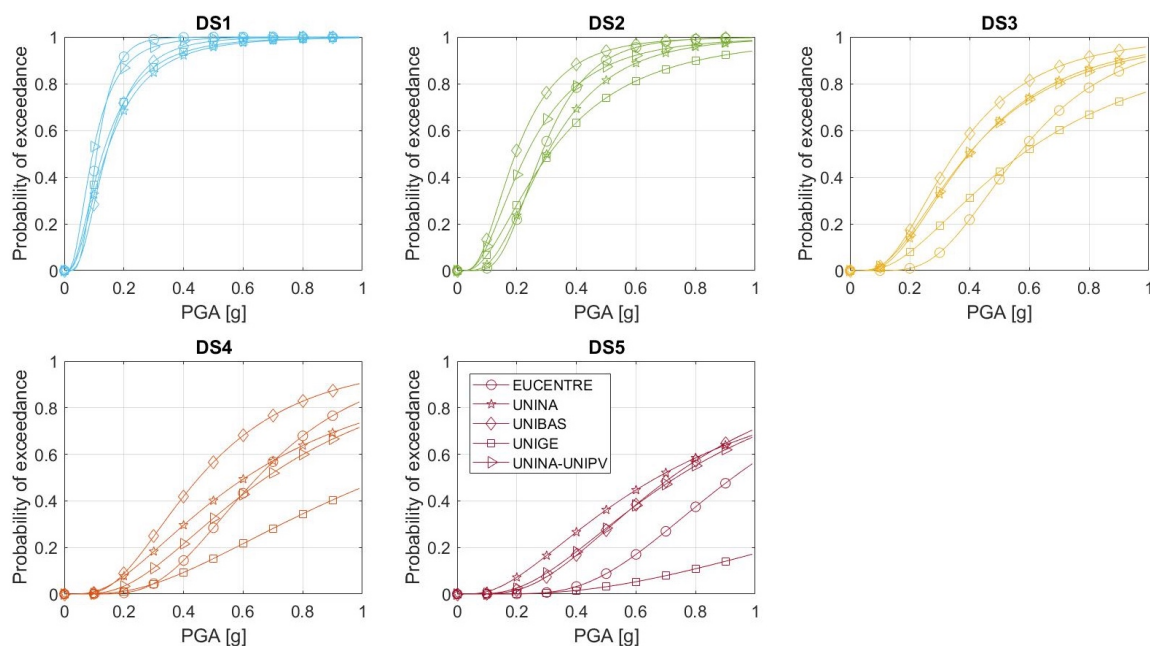 DS1
Probability of exceedance
1
0.8
0.6
0.4
0.2
0
0 0.2 0.4 0.6 0.8 1
PGA [g]
DS2
Probability of exceedance
1
0.8
0.6
0.4
0.2
0
0 0.2 0.4 0.6 0.8 1
PGA [g]
DS3
Probability of exceedance
1
0.8
0.6
0.4
0.2
0
0 0.2 0.4 0.6 0.8 1
PGA [g]
DS4
Probability of exceedance
1
0.8
0.6
0.4
0.2
0
0 0.2 0.4 0.6 0.8 1
PGA [g]
DS5
Probability of exceedance
1
0.8
0.6
0.4
0.2
0
EUCENTRE
UNINA
UNIBAS
UNIGE
UNINA-UNIPV
0 0.2 0.4 0.6 0.8 1
PGA [g]